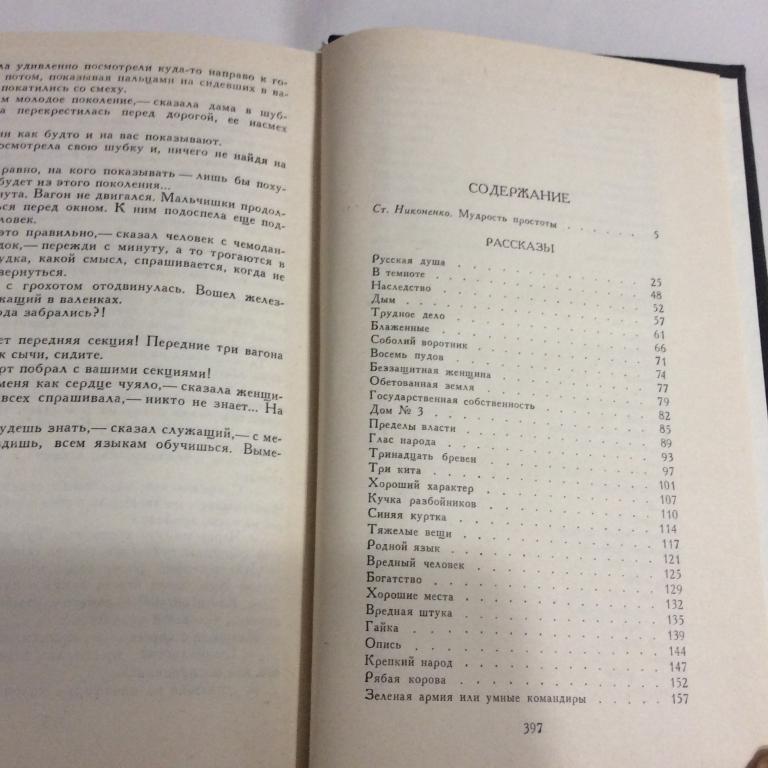 ла удивленно посмотрели куда-то направо к го-
потом, показывая пальцами на сидевших в ва-
покатились со смеху.
м молодое поколение,— сказала дама в шуб-
а перекрестилась перед дорогой, ее насмех
ни как будто и на вас показывают.
осмотрела свою шубку и, ничего не найдя на
равно, на кого показывать — лишь бы поху-
будет из этого поколения...
нута. Вагон не двигался. Мальчишки продол-
ься перед окном. К ним подоспела еще под-
ловек.
это правильно,— сказал человек с чемодан-
док,— пережди с минуту, а то трогаются в
удка, какой смысл, спрашивается, когда не
вернуться.
с грохотом отодвинулась. Вошел желез-
жащий в валенках.
ода забрались?!
ет передняя секция! Передние три вагона
к сычи, сидите.
рт побрал с вашими секциями!
меня как сердце чуяло,— сказала женщи-
всех спрашивала,— никто не знает... На
удешь знать,— сказал служащий,— с ме-
дишь, всем языкам обучишься. Выме-
СОДЕРЖАНИЕ
Ст. Никоненко. Мудрость простоты . . . . . . 5
РАССКАЗЫ
Русская душа 25
В темноте 48
Наследство 52
Дым 57
Трудное дело 61
Блаженные 66
Соболий воротник 71
Восемь пудов 74
Беззащитная женщина 77
Обетованная земля 79
Государственная собственность 82
Дом № 3 85
Пределы власти 89
Глас народа 93
Тринадцать бревен 97
Три кита 101
Хороший характер 107
Кучка разбойников 110
Синяя куртка 114
Тяжелые вещи 117
Родной язык 121
Вредный человек 125
Богатство 129
Хорошие места 132
Вредная штука 135
Гайка 139
Опись 144
Крепкий народ 147
Рябая корова 152
Зеленая армия или умные командиры . . . . . 157
397